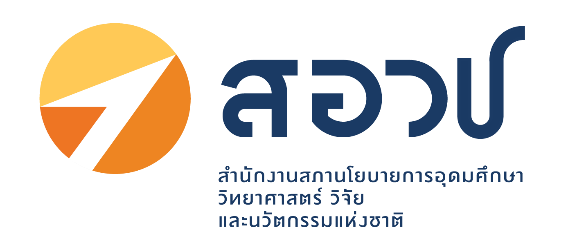 สอวช
สำนักงานสภานโยบายการอุดมศึกษา
วิทยาศาสตร์ วิจัย
และนวัตกรรมแห่งชาติ